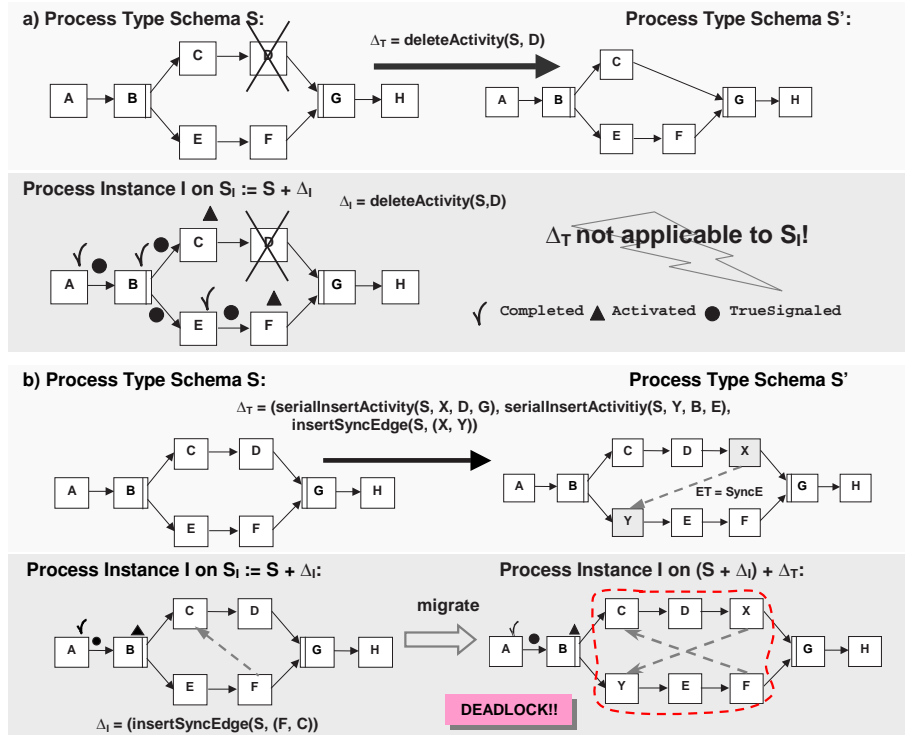 a) Process Type Schema S:
Process Type Schema S':
ΔT = deleteActivity(S, D)
C
D
A
B
G
H
E
F
C
A
B
G
H
E
F
Process Instance I on SI := S + ΔI
ΔI = deleteActivity(S,D)
C
D
A
B
G
H
E
F
ΔT not applicable to SI!
Completed
Activated
TrueSignaled
b) Process Type Schema S:
Process Type Schema S'
ΔT = (serialInsertActivity(S, X, D, G), serialInsertActivitiy(S, Y, B, E),
insertSyncEdge(S, (X, Y))
C
D
A
B
G
H
E
F
C
D
X
A
B
G
H
ET = SyncE
Y
E
F
Process Instance I on SI := S + ΔI:
Process Instance I on (S + ΔI) + ΔT:
C
D
A
B
G
H
E
F
migrate
C
D
X
A
B
G
H
Y
E
F
DEADLOCK!!
ΔI = (insertSyncEdge(S, (F, C))